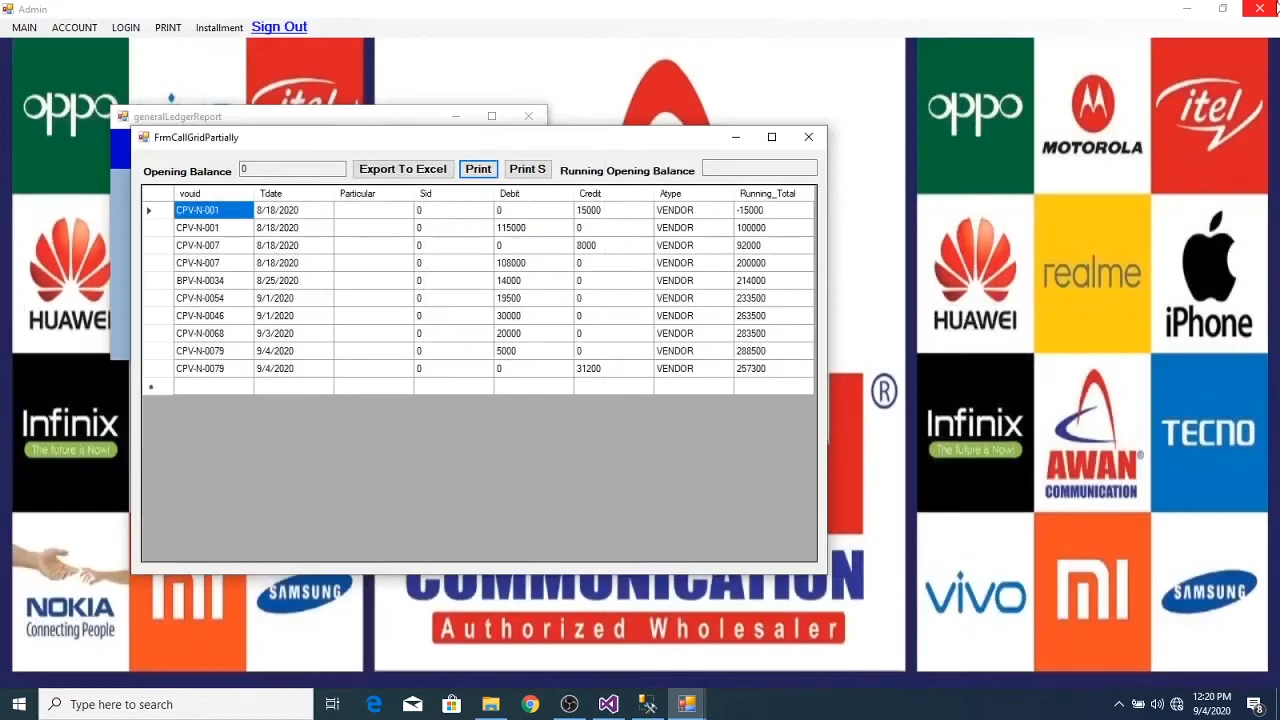 Admin
MAIN ACCOUNT LOGIN PRINT Installment Sign Out
oppo itel oppo MOTOROLA itel
generalLedgerReport
FrmCallGridPartially
Opening Balance 0 Export To Excel Print Print S Running Opening Balance
vouid Tdate Particular Sid Debit Credit Atype Running_Total
CPV-N-001 8/18/2020 0 0 15000 VENDOR -15000
CPV-N-001 8/18/2020 0 115000 0 VENDOR 100000
CPV-N-007 8/18/2020 0 0 8000 VENDOR 92000
CPV-N-007 8/18/2020 0 108000 0 VENDOR 200000
BPV-N-0034 8/25/2020 0 14000 0 VENDOR 214000
CPV-N-0054 9/1/2020 0 19500 0 VENDOR 233500
CPV-N-0046 9/1/2020 0 30000 0 VENDOR 263500
CPV-N-0068 9/3/2020 0 20000 0 VENDOR 283500
CPV-N-0079 9/4/2020 0 5000 0 VENDOR 288500
CPV-N-0079 9/4/2020 0 0 31200 VENDOR 257300
HUAWEI HUAWEI realme iPhone
Infinix Infinix TECNO
The future is Now! The future is Now!
®
AWAN ®
COMMUNICATION
COMMUNICATION
Authorized Wholesaler
NOKIA
Connecting People
mi SAMSUNG vivo mi SAMSUNG
Type here to search
12:20 PM
9/4/2020
8